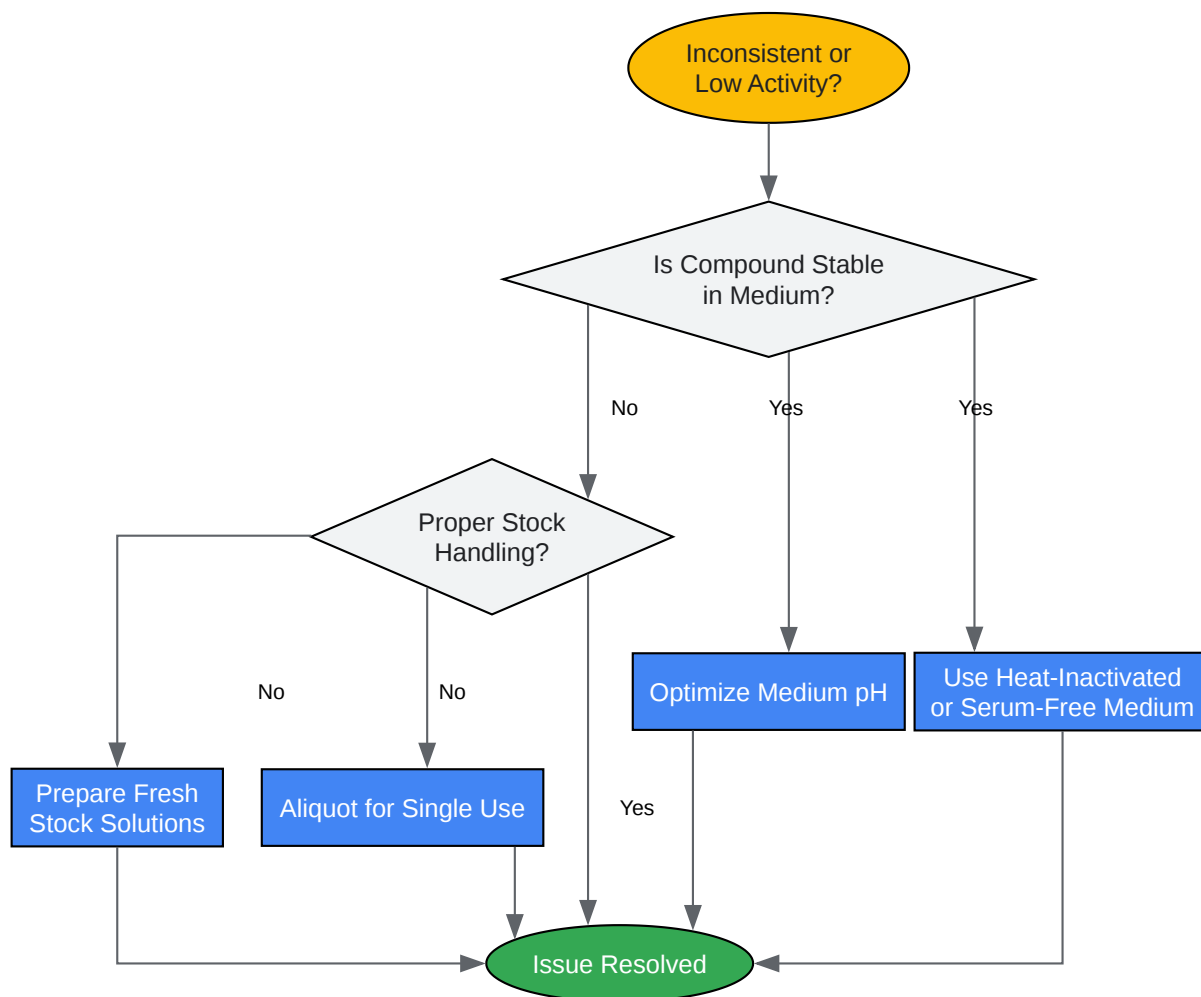 Inconsistent or
Low Activity?
Is Compound Stable
in Medium?
No
Yes
Yes
Proper Stock
Handling?
Optimize Medium pH
Use Heat-Inactivated
or Serum-Free Medium
No
No
Prepare Fresh
Stock Solutions
Aliquot for Single Use
Yes
Issue Resolved